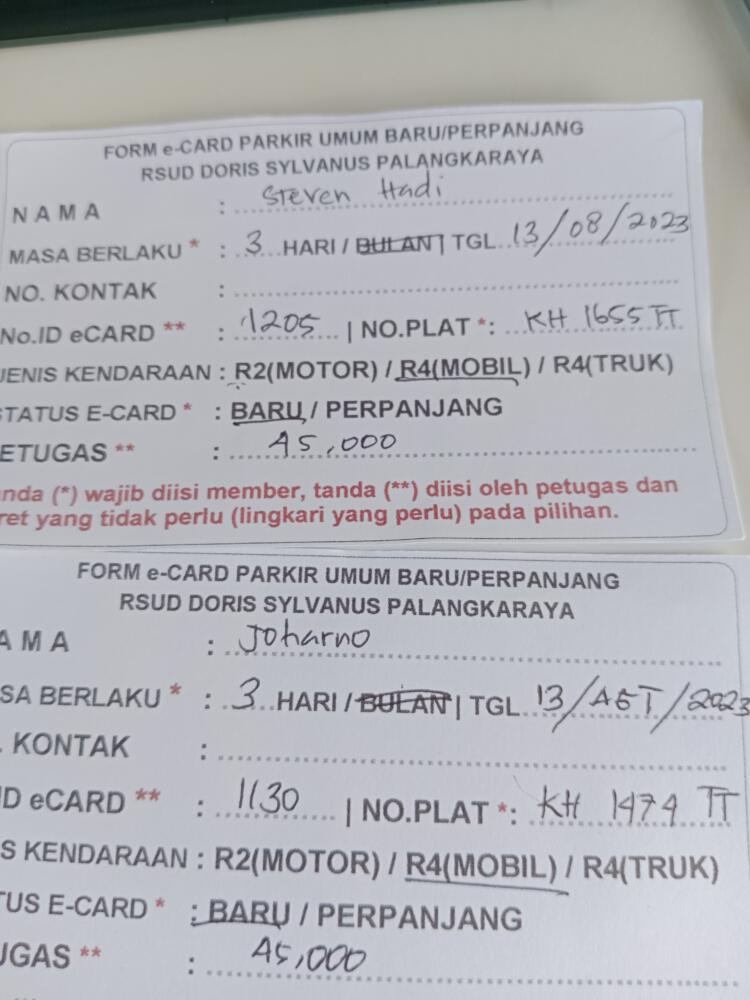 FORM e-CARD PARKIR UMUM BARU/PERPANJANG
RSUD DORIS SYLVANUS PALANGKARAYA
NAMA : Steven Hadi
MASA BERLAKU * : 3 HARI / BULAN | TGL 13/08/2023
NO. KONTAK :
No.ID eCARD ** : 1205 | NO.PLAT *: KH 1655 TT
JENIS KENDARAAN : R2(MOTOR) / R4(MOBIL) / R4(TRUK)
STATUS E-CARD * : BARU / PERPANJANG
ETUGAS ** : 45,000
nda (*) wajib diisi member, tanda (**) diisi oleh petugas dan
ret yang tidak perlu (lingkari yang perlu) pada pilihan.
FORM e-CARD PARKIR UMUM BARU/PERPANJANG
RSUD DORIS SYLVANUS PALANGKARAYA
AMA : Joharno
SA BERLAKU * : 3 HARI / BULAN | TGL 13/AGT/2023
. KONTAK :
ID eCARD ** : 1130 | NO.PLAT *: KH 1474 TT
S KENDARAAN : R2(MOTOR) / R4(MOBIL) / R4(TRUK)
TUS E-CARD * : BARU / PERPANJANG
UGAS ** : 45,000